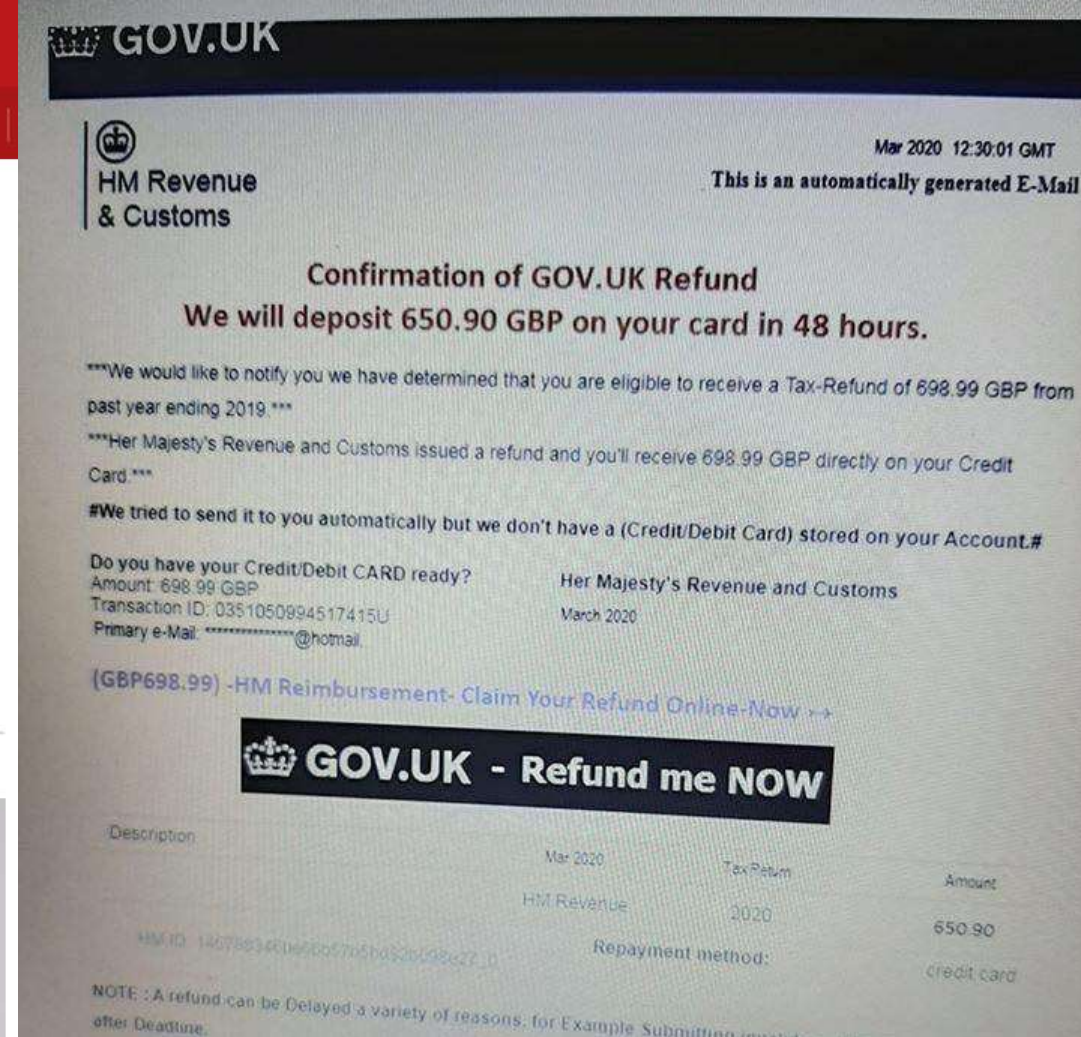 GOV.UK
HM Revenue
& Customs
Mar 2020 12:30:01 GMT
This is an automatically generated E-Mail
Confirmation of GOV.UK Refund
We will deposit 650.90 GBP on your card in 48 hours.
***We would like to notify you we have determined that you are eligible to receive a Tax-Refund of 698.99 GBP from
past year ending 2019.***
***Her Majesty's Revenue and Customs issued a refund and you'll receive 698.99 GBP directly on your Credit
Card.***
#We tried to send it to you automatically but we don't have a (Credit/Debit Card) stored on your Account.#
Do you have your Credit/Debit CARD ready?
Amount: 698.99 GBP
Transaction ID: 0351050994517415U
Primary e-Mail: ****************@hotmail.
Her Majesty's Revenue and Customs
March 2020
(GBP698.99) -HM Reimbursement- Claim Your Refund Online-Now ↦
GOV.UK - Refund me NOW
Description
Mar 2020
Tax Return
Amount
HM Revenue
2020
650.90
HM ID:
Repayment method:
credit card
NOTE : A refund can be Delayed a variety of reasons, for Example Submitting
after Deadline.